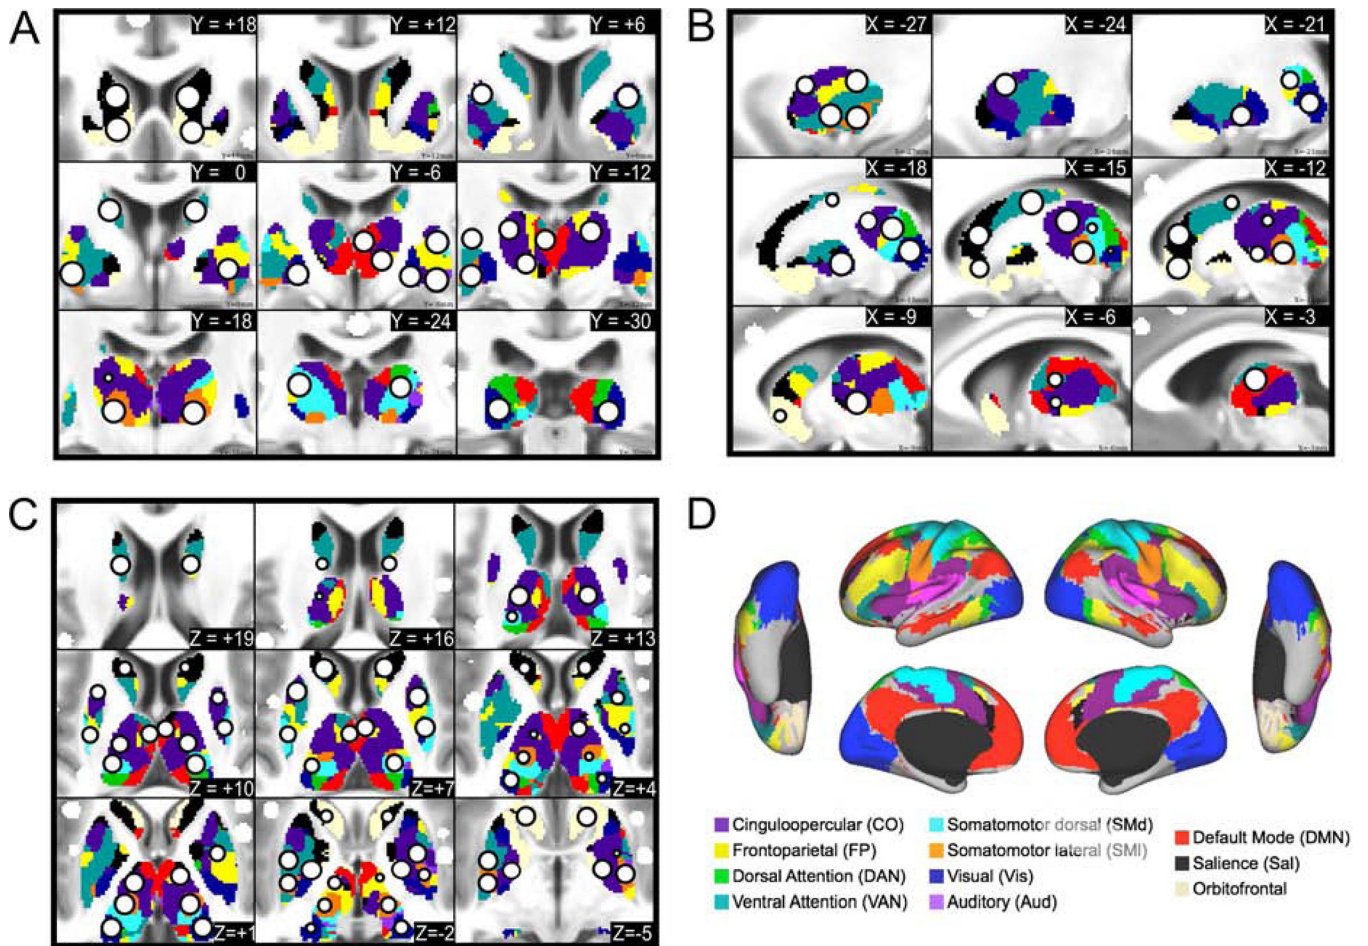 A
Y = +18
Y = +12
Y = +6
Y = 0
Y = -6
Y = -12
Y = -18
Y = -24
Y = -30
B
X = -27
X = -24
X = -21
X = -18
X = -15
X = -12
X = -9
X = -6
X = -3
C
Z = +19
Z = +16
Z = +13
Z = +10
Z=+7
Z=+4
Z=+1
Z=-2
Z=-5
D
Cinguloopercular (CO)
Frontoparietal (FP)
Dorsal Attention (DAN)
Ventral Attention (VAN)
Somatomotor dorsal (SMd)
Somatomotor lateral (SMl)
Visual (Vis)
Auditory (Aud)
Default Mode (DMN)
Salience (Sal)
Orbitofrontal